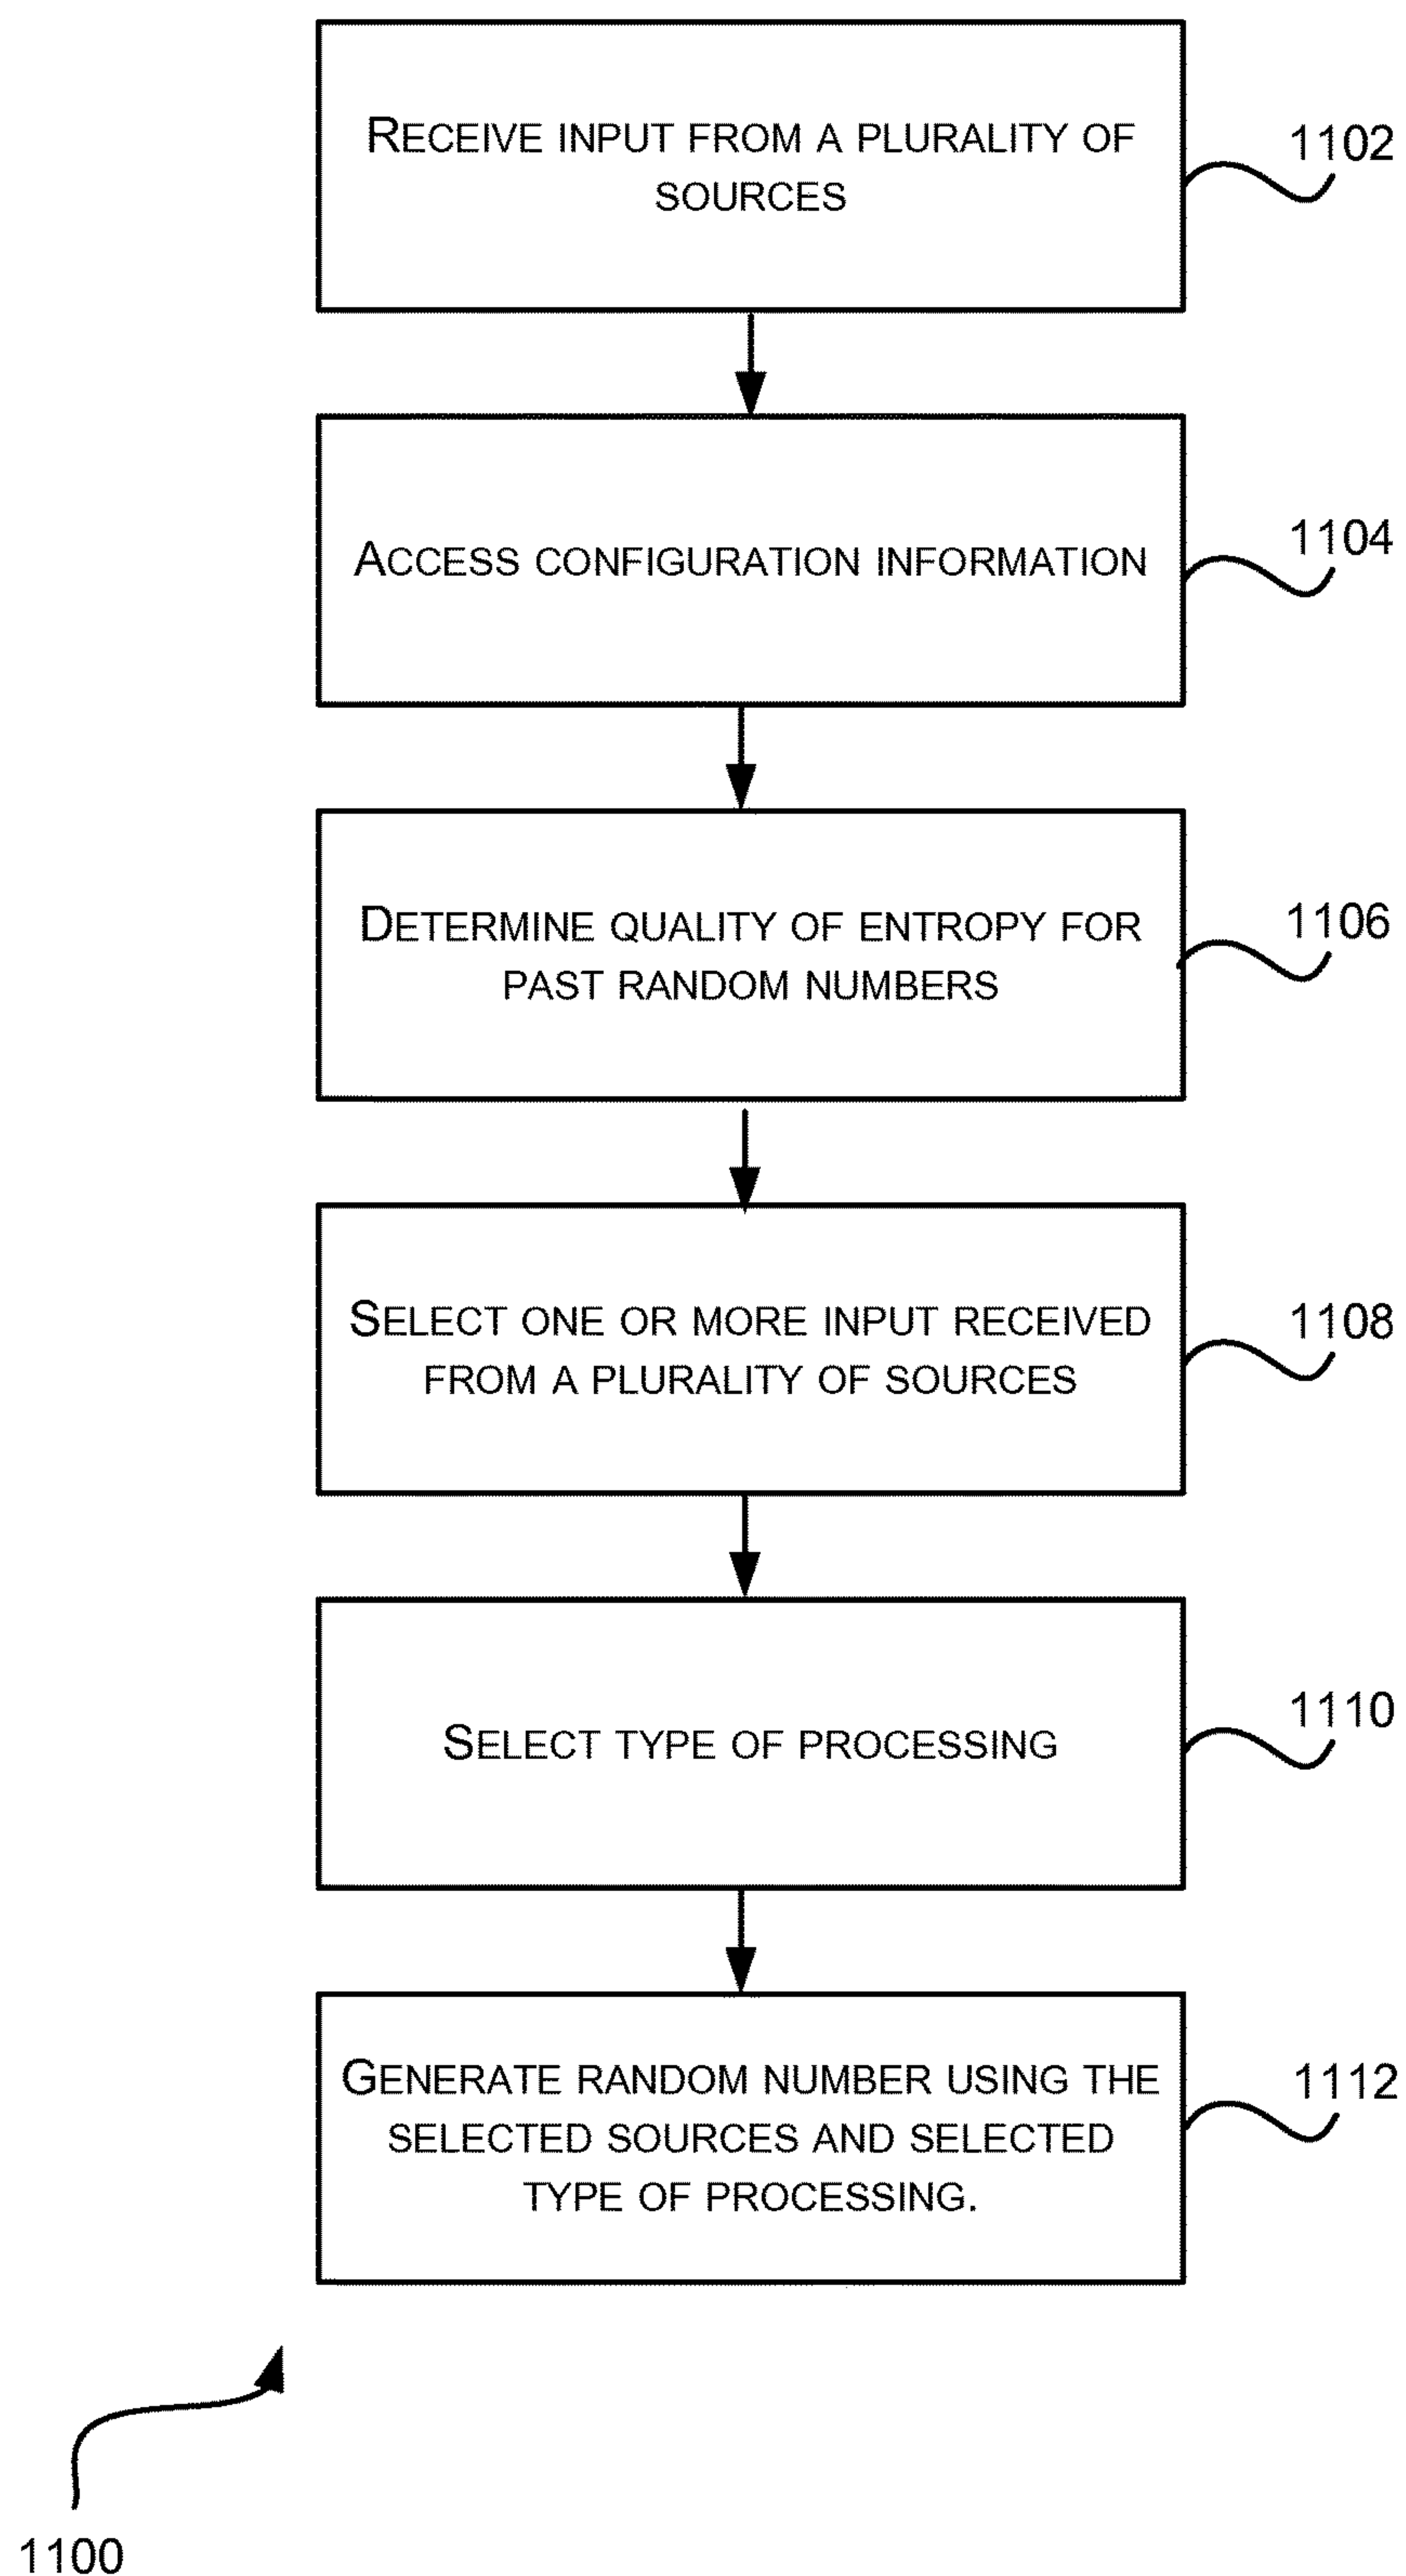 RECEIVE INPUT FROM A PLURALITY OF
SOURCES
1102
ACCESS CONFIGURATION INFORMATION
1104
DETERMINE QUALITY OF ENTROPY FOR
PAST RANDOM NUMBERS
1106
SELECT ONE OR MORE INPUT RECEIVED
FROM A PLURALITY OF SOURCES
1108
SELECT TYPE OF PROCESSING
1110
GENERATE RANDOM NUMBER USING THE
SELECTED SOURCES AND SELECTED
TYPE OF PROCESSING.
1112
1100